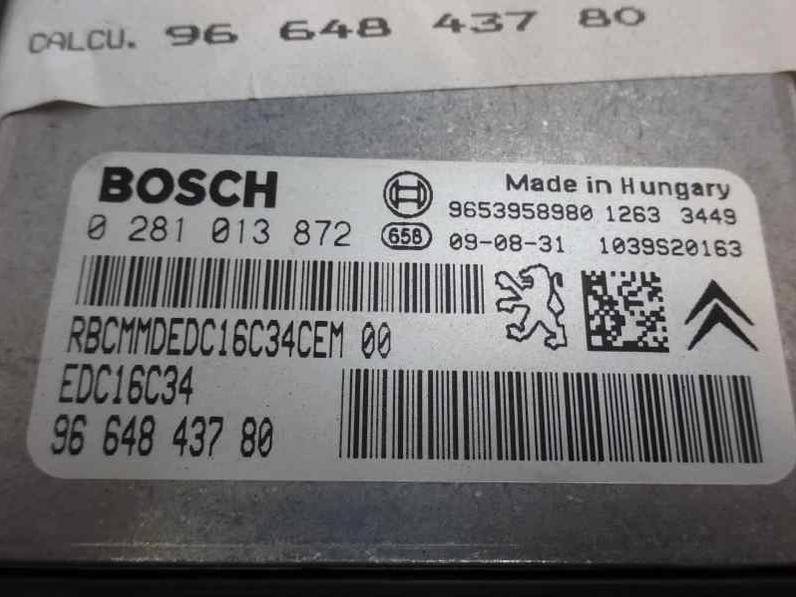 CALCU. 96 648 437 80
BOSCH
Made in Hungary
9653958980 1263 3449
0 281 013 872
658
09-08-31 1039S20163
RBCMMDEDC16C34CEM 00
EDC16C34
96 648 437 80